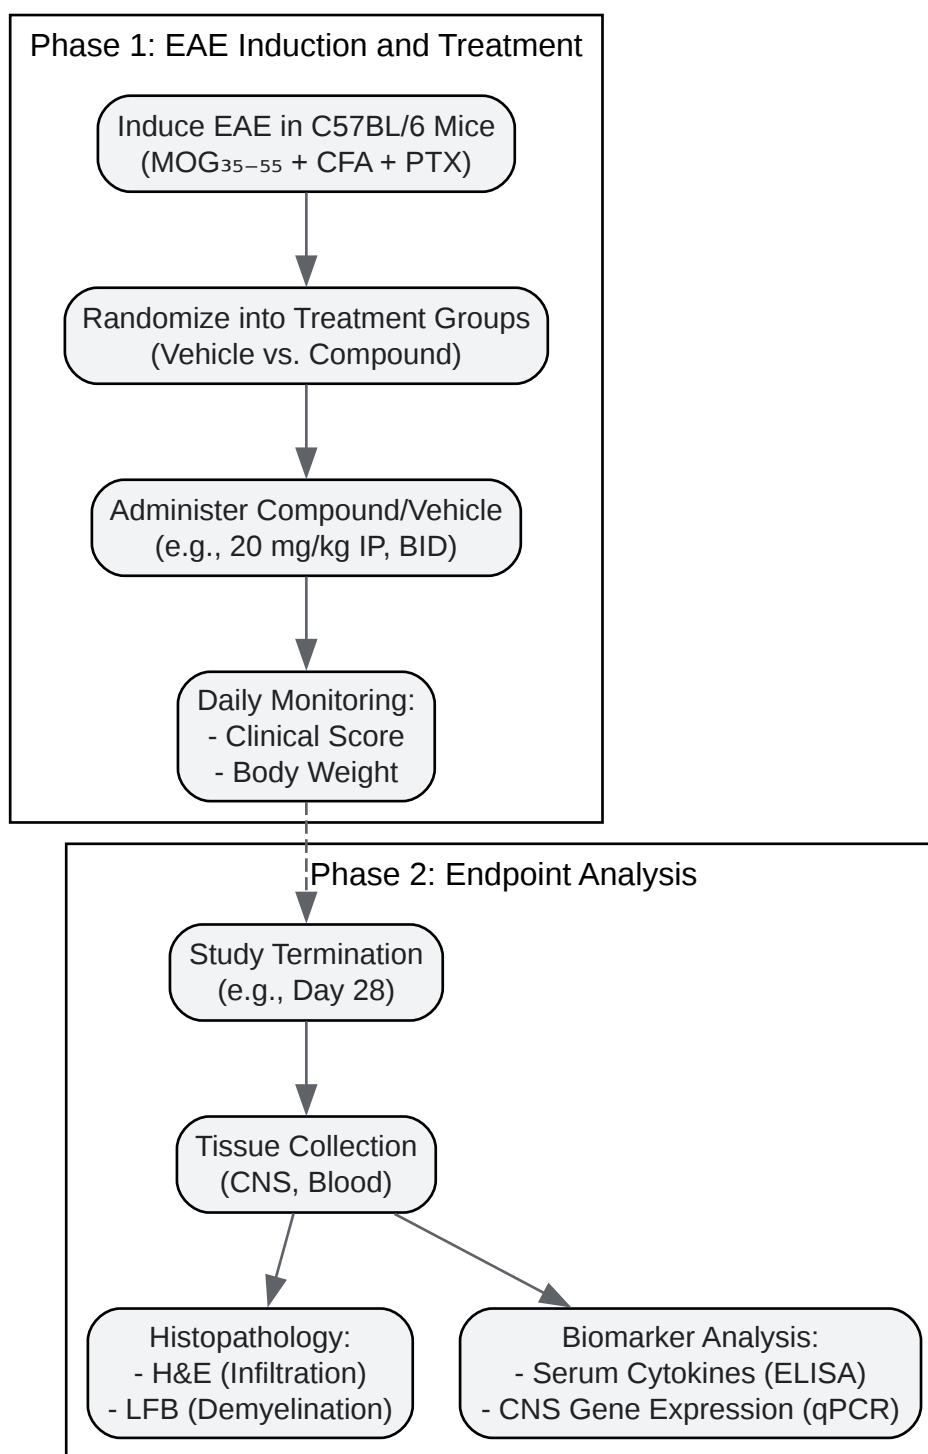 Phase 1: EAE Induction and Treatment
Induce EAE in C57BL/6 Mice
(MOG₃₅₋₅₅ + CFA + PTX)
Randomize into Treatment Groups
(Vehicle vs. Compound)
Administer Compound/Vehicle
(e.g., 20 mg/kg IP, BID)
Daily Monitoring:
- Clinical Score
- Body Weight
Phase 2: Endpoint Analysis
Study Termination
(e.g., Day 28)
Tissue Collection
(CNS, Blood)
Histopathology:
- H&E (Infiltration)
- LFB (Demyelination)
Biomarker Analysis:
- Serum Cytokines (ELISA)
- CNS Gene Expression (qPCR)